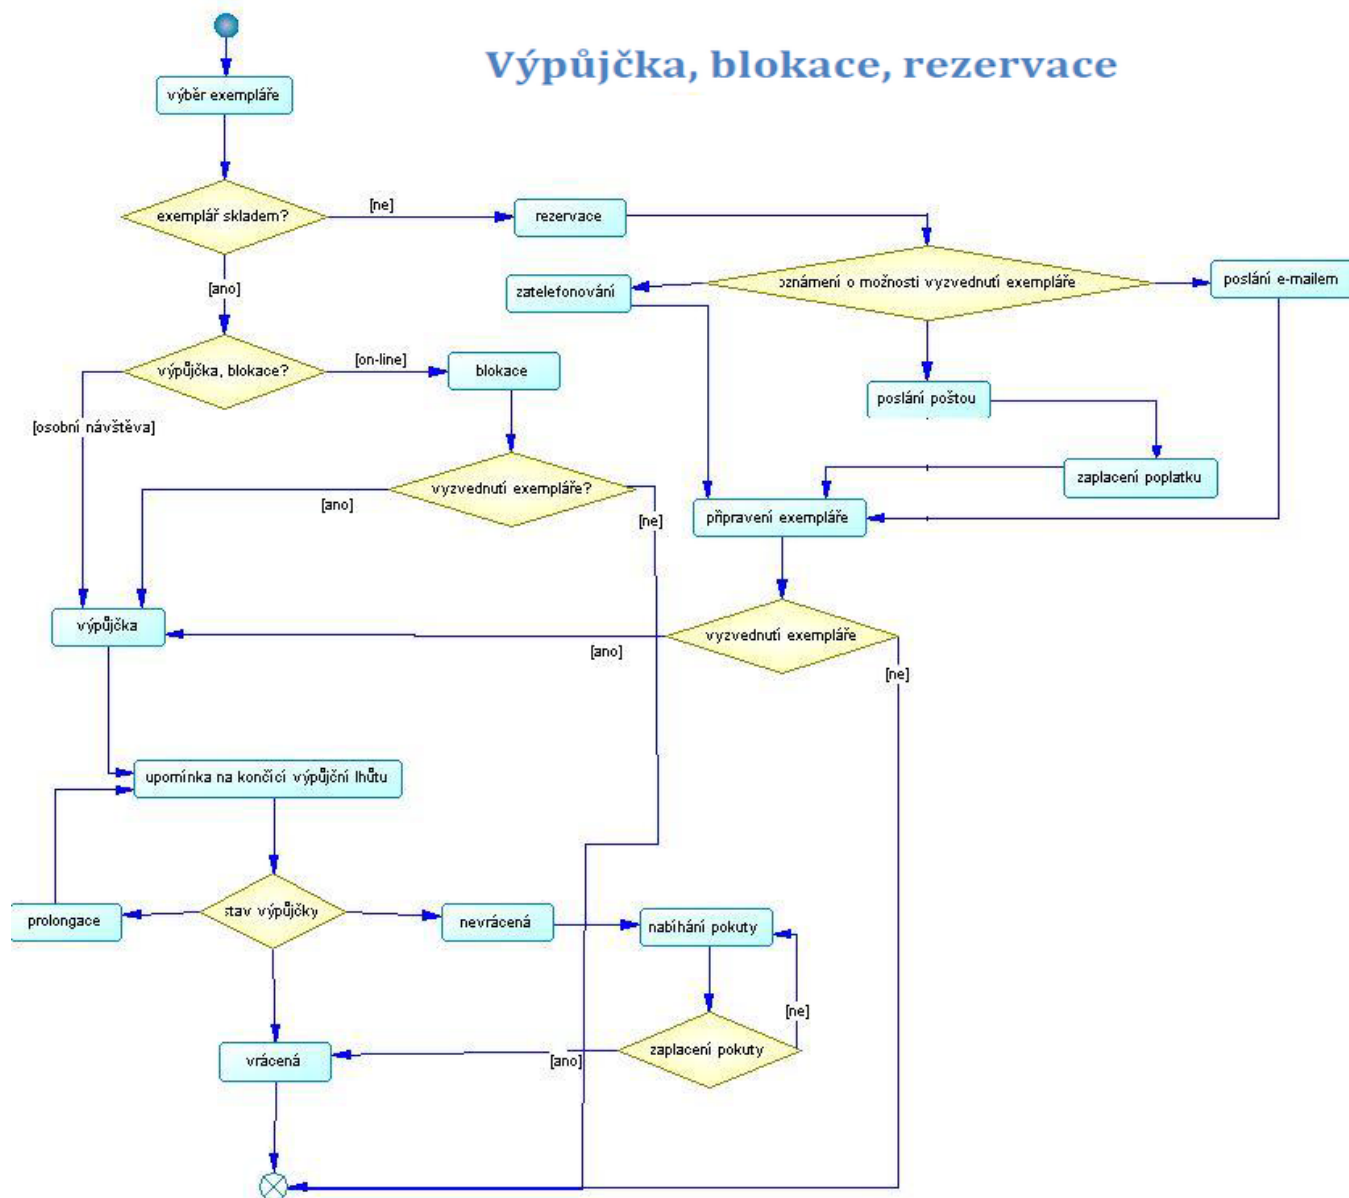 Výpůjčka, blokace, rezervace
výběr exempláře
exemplář skladem?
[ne]
rezervace
[ano]
oznámení o možnosti vyzvednutí exempláře
zatelefonování
poslání e-mailem
výpůjčka, blokace?
[on-line]
blokace
poslání poštou
[osobní návštěva]
zaplacení poplatku
vyzvednutí exempláře?
[ano]
[ne]
připravení exempláře
výpůjčka
vyzvednutí exempláře
[ano]
[ne]
upomínka na končící výpůjční lhůtu
prolongace
stav výpůjčky
nevrácená
nabíhání pokuty
[ne]
zaplacení pokuty
[ano]
vrácená